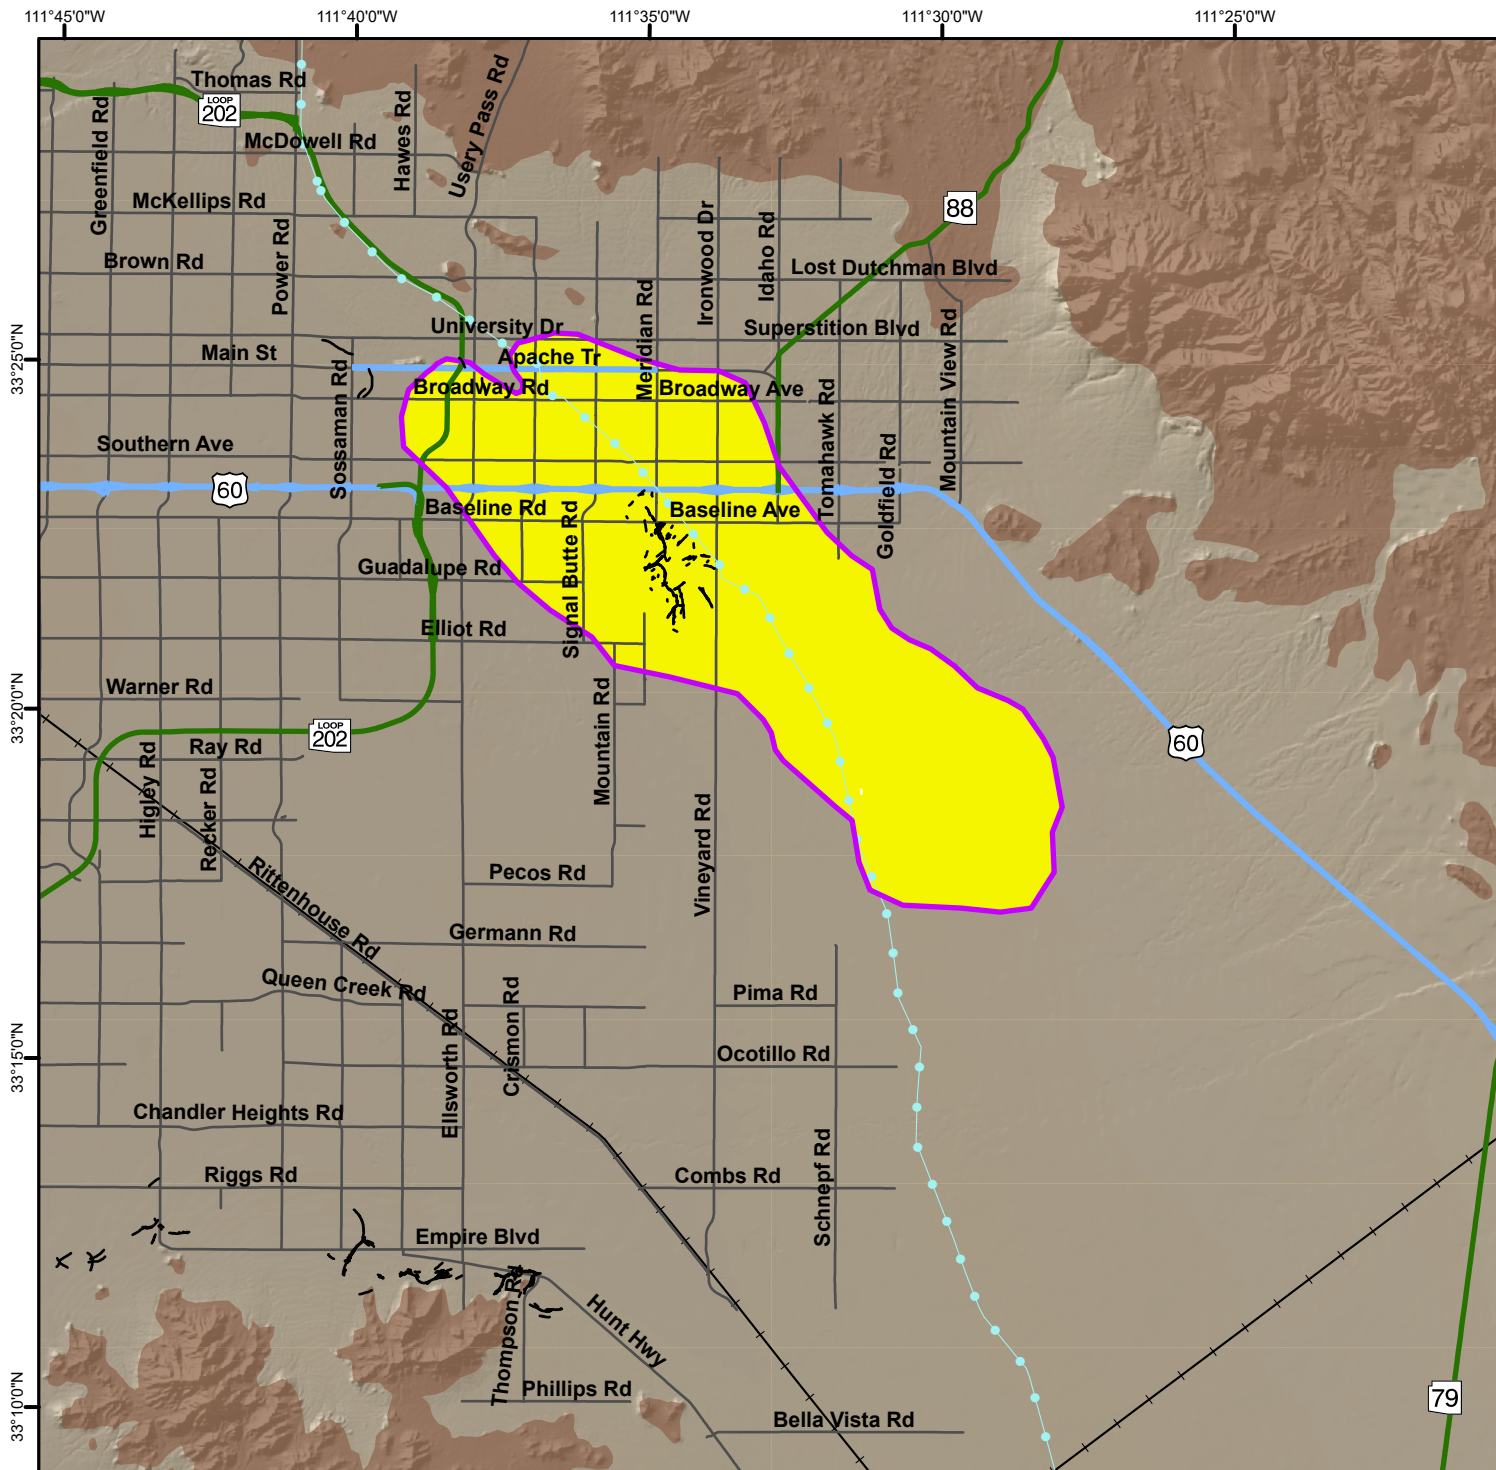 111°45'0"W
111°40'0"W
111°35'0"W
111°30'0"W
111°25'0"W
33°25'0"N
33°20'0"N
33°15'0"N
33°10'0"N
Thomas Rd
LOOP
202
Greenfield Rd
McDowell Rd
Hawes Rd
Usery Pass Rd
McKellips Rd
88
Power Rd
Ironwood Dr
Idaho Rd
Brown Rd
Lost Dutchman Blvd
Meridian Rd
University Dr
Superstition Blvd
Mountain View Rd
Main St
Apache Tr
Sossaman Rd
Broadway Rd
Broadway Ave
Tomahawk Rd
Southern Ave
Goldfield Rd
60
Baseline Rd
Baseline Ave
Signal Butte Rd
Guadalupe Rd
Elliot Rd
Warner Rd
Mountain Rd
LOOP
202
Ray Rd
60
Higley Rd
Recker Rd
Vineyard Rd
Rittenhouse Rd
Pecos Rd
Germann Rd
Queen Creek Rd
Crismon Rd
Pima Rd
Ellsworth Rd
Ocotillo Rd
Chandler Heights Rd
Schnepf Rd
Riggs Rd
Combs Rd
Empire Blvd
Thompson Rd
Hunt Hwy
Phillips Rd
79
Bella Vista Rd